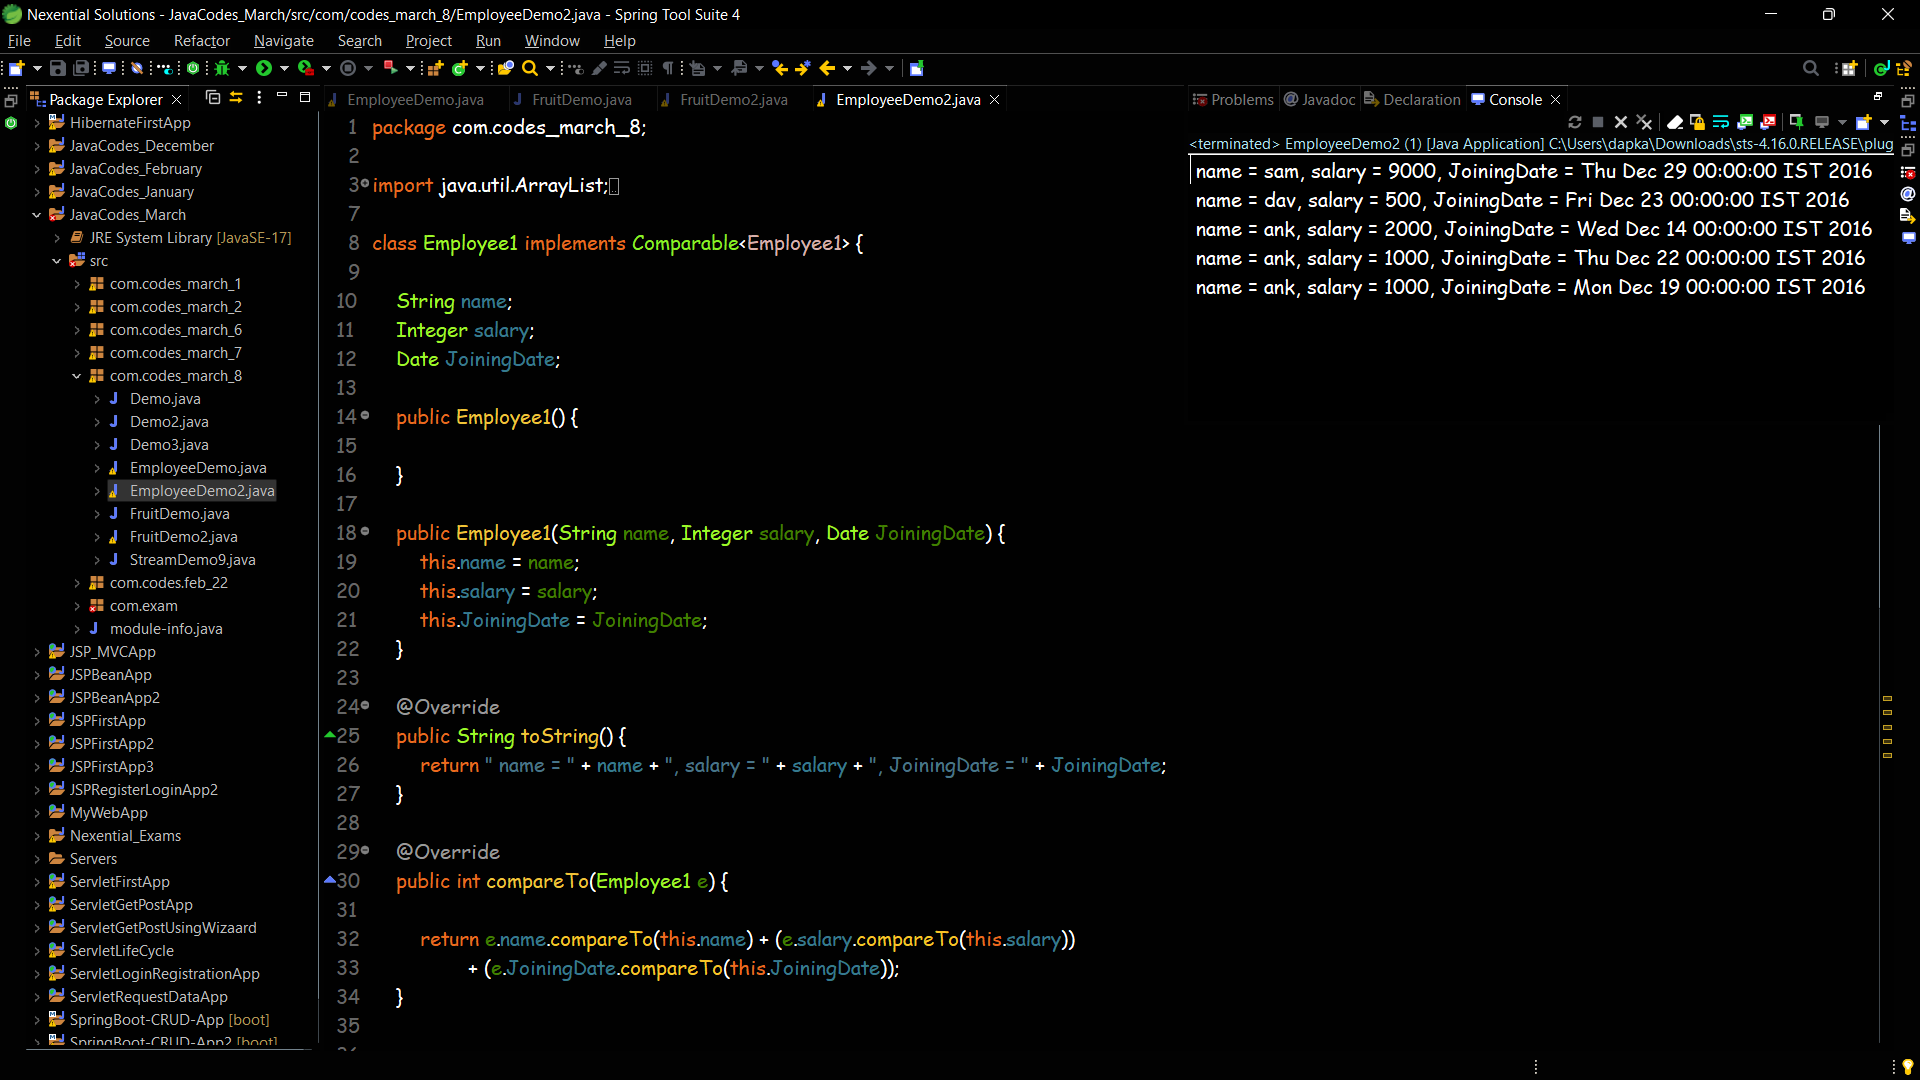 Nexential Solutions - JavaCodes_March/src/com/codes_march_8/EmployeeDemo2.java - Spring Tool Suite 4
File Edit Source Refactor Navigate Search Project Run Window Help
Package Explorer
HibernateFirstApp
JavaCodes_December
JavaCodes_February
JavaCodes_January
JavaCodes_March
JRE System Library [JavaSE-17]
src
com.codes_march_1
com.codes_march_2
com.codes_march_6
com.codes_march_7
com.codes_march_8
Demo.java
Demo2.java
Demo3.java
EmployeeDemo.java
EmployeeDemo2.java
FruitDemo.java
FruitDemo2.java
StreamDemo9.java
com.codes.feb_22
com.exam
module-info.java
JSP_MVCApp
JSPBeanApp
JSPBeanApp2
JSPFirstApp
JSPFirstApp2
JSPFirstApp3
JSPRegisterLoginApp2
MyWebApp
Nexential_Exams
Servers
ServletFirstApp
ServletGetPostApp
ServletGetPostUsingWizaard
ServletLifeCycle
ServletLoginRegistrationApp
ServletRequestDataApp
SpringBoot-CRUD-App [boot]
SpringBoot-CRUD-App2 [boot]
EmployeeDemo.java FruitDemo.java FruitDemo2.java EmployeeDemo2.java
1 package com.codes_march_8;
2
3 import java.util.ArrayList;
7
8 class Employee1 implements Comparable<Employee1> {
9
10 String name;
11 Integer salary;
12 Date JoiningDate;
13
14 public Employee1() {
15
16 }
17
18 public Employee1(String name, Integer salary, Date JoiningDate) {
19 this.name = name;
20 this.salary = salary;
21 this.JoiningDate = JoiningDate;
22 }
23
24 @Override
25 public String toString() {
26 return " name = " + name + ", salary = " + salary + ", JoiningDate = " + JoiningDate;
27 }
28
29 @Override
30 public int compareTo(Employee1 e) {
31
32 return e.name.compareTo(this.name) + (e.salary.compareTo(this.salary))
33 + (e.JoiningDate.compareTo(this.JoiningDate));
34 }
35
Problems Javadoc Declaration Console
<terminated> EmployeeDemo2 (1) [Java Application] C:\Users\dapka\Downloads\sts-4.16.0.RELEASE\plug
name = sam, salary = 9000, JoiningDate = Thu Dec 29 00:00:00 IST 2016
name = dav, salary = 500, JoiningDate = Fri Dec 23 00:00:00 IST 2016
name = ank, salary = 2000, JoiningDate = Wed Dec 14 00:00:00 IST 2016
name = ank, salary = 1000, JoiningDate = Thu Dec 22 00:00:00 IST 2016
name = ank, salary = 1000, JoiningDate = Mon Dec 19 00:00:00 IST 2016